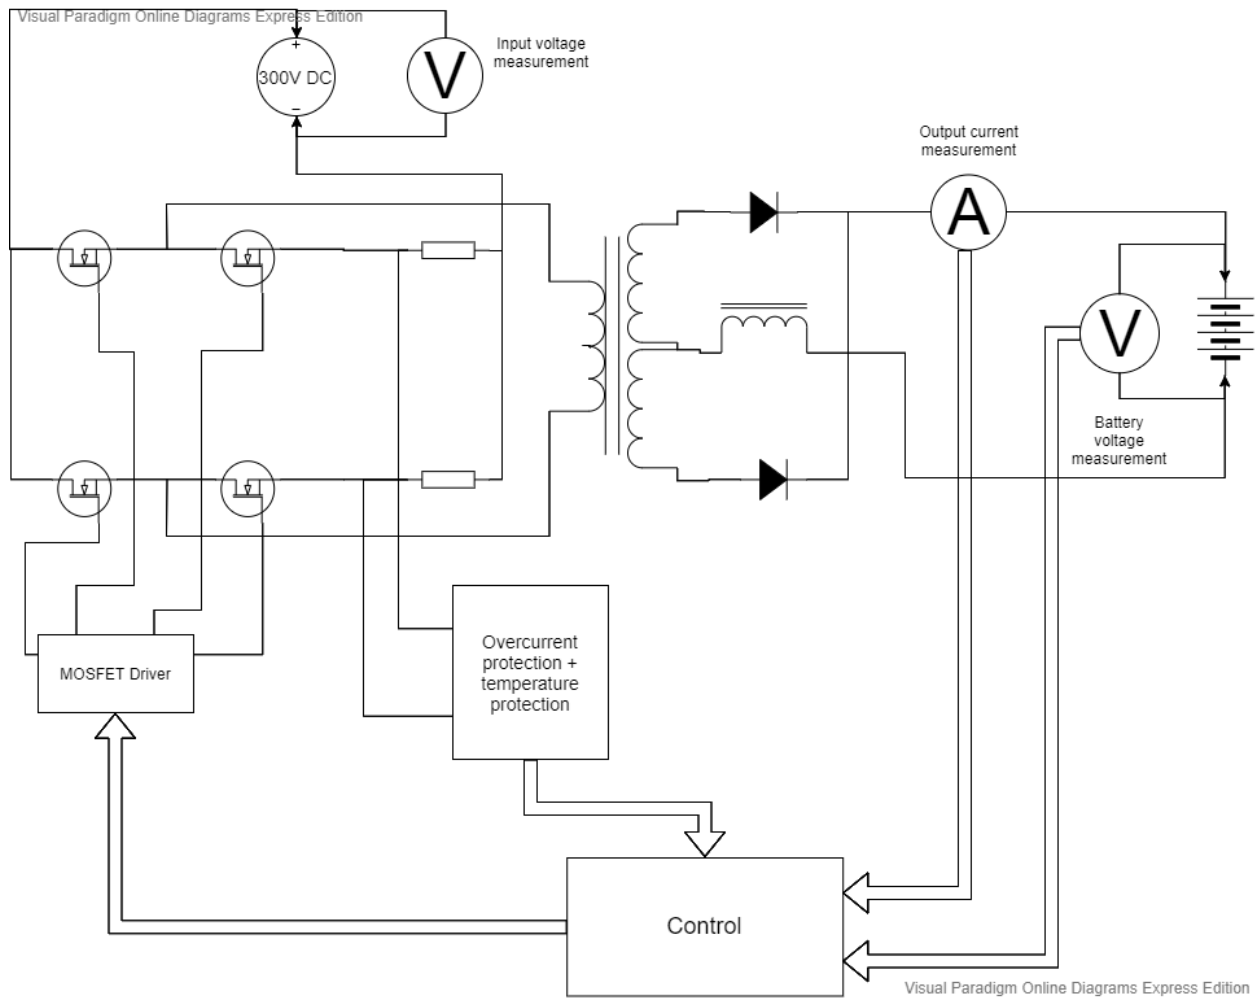 Visual Paradigm Online Diagrams Express Edition
+
300V DC
−
V
Input voltage
measurement
Output current
measurement
A
V
Battery
voltage
measurement
MOSFET Driver
Overcurrent
protection +
temperature
protection
Control
Visual Paradigm Online Diagrams Express Edition